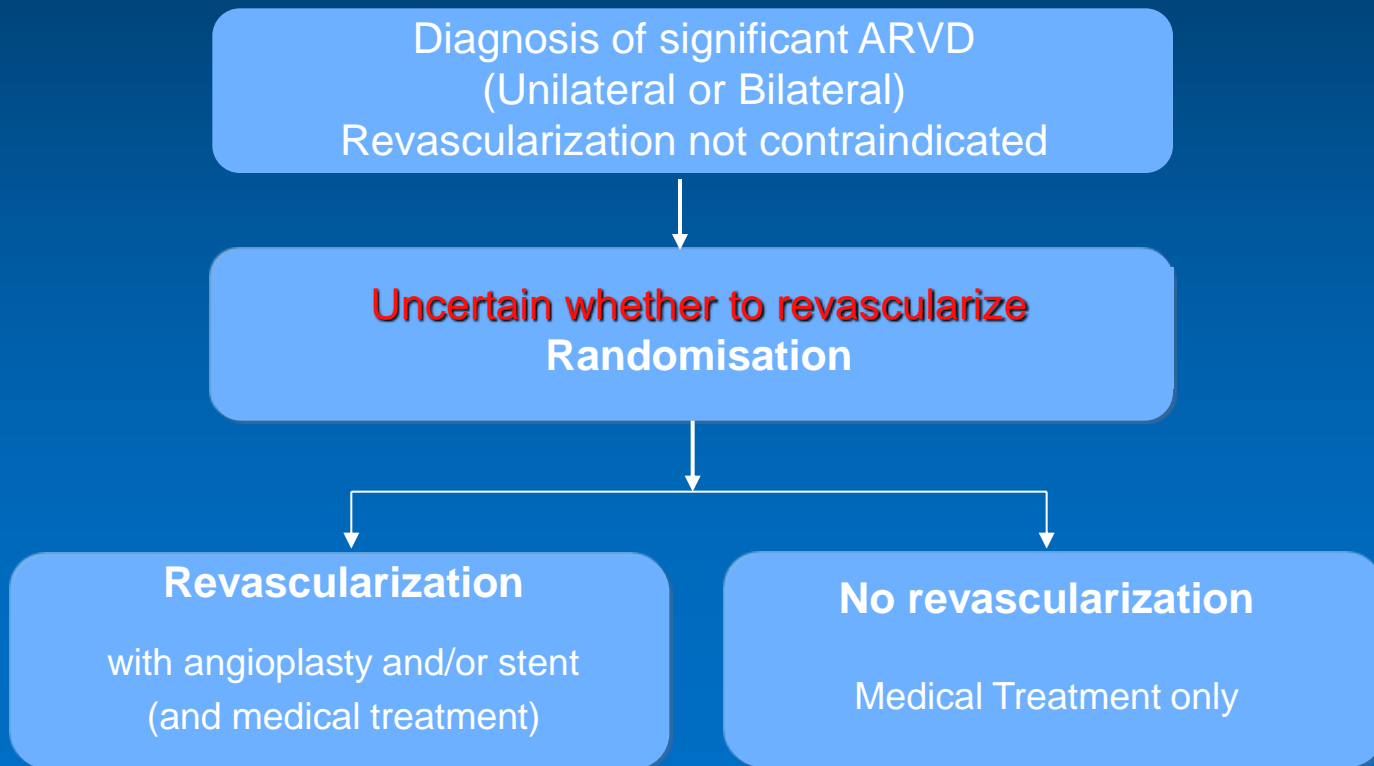 Diagnosis of significant ARVD
(Unilateral or Bilateral)
Revascularization not contraindicated
Uncertain whether to revascularize
Randomisation
Revascularization
with angioplasty and/or stent
(and medical treatment)
No revascularization
Medical Treatment only